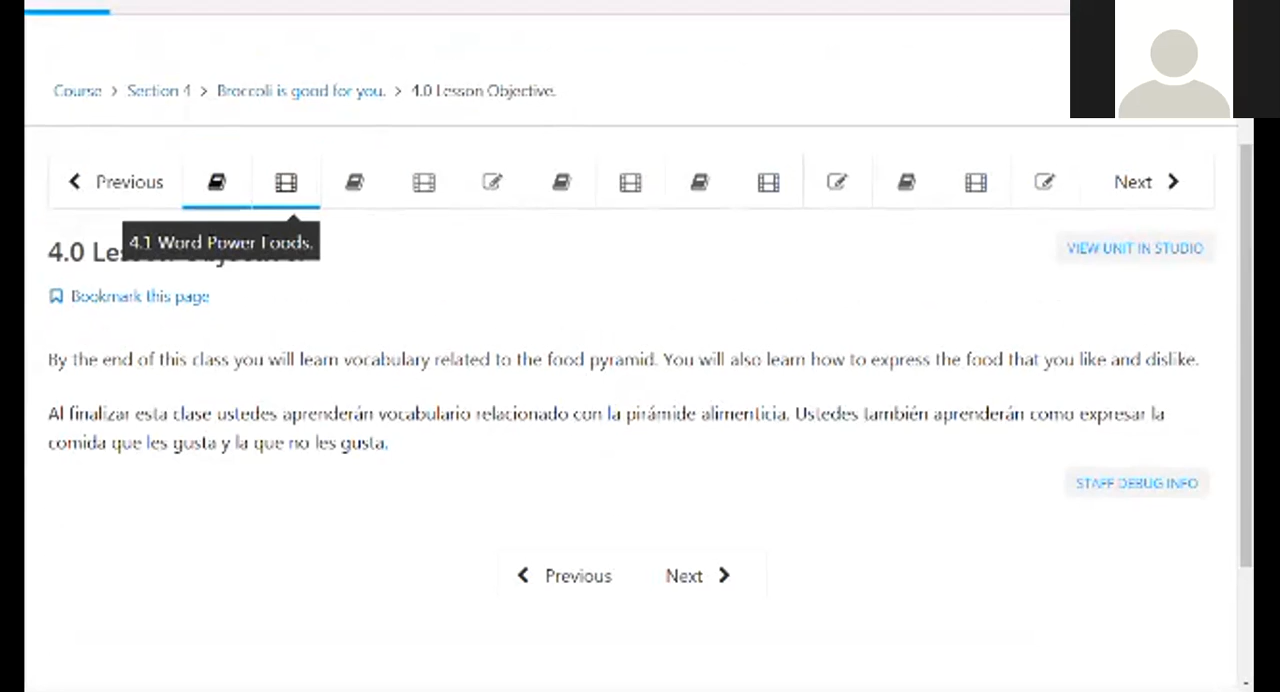 Course > Section 4 > Broccoli is good for you. > 4.0 Lesson Objective.
Previous
Next
4.1 Word Power Foods.
4.0 Le
VIEW UNIT IN STUDIO
Bookmark this page
By the end of this class you will learn vocabulary related to the food pyramid. You will also learn how to express the food that you like and dislike.
Al finalizar esta clase ustedes aprenderán vocabulario relacionado con la pirámide alimenticia. Ustedes también aprenderán como expresar la
comida que les gusta y la que no les gusta.
STAFF DEBUG INFO
Previous Next